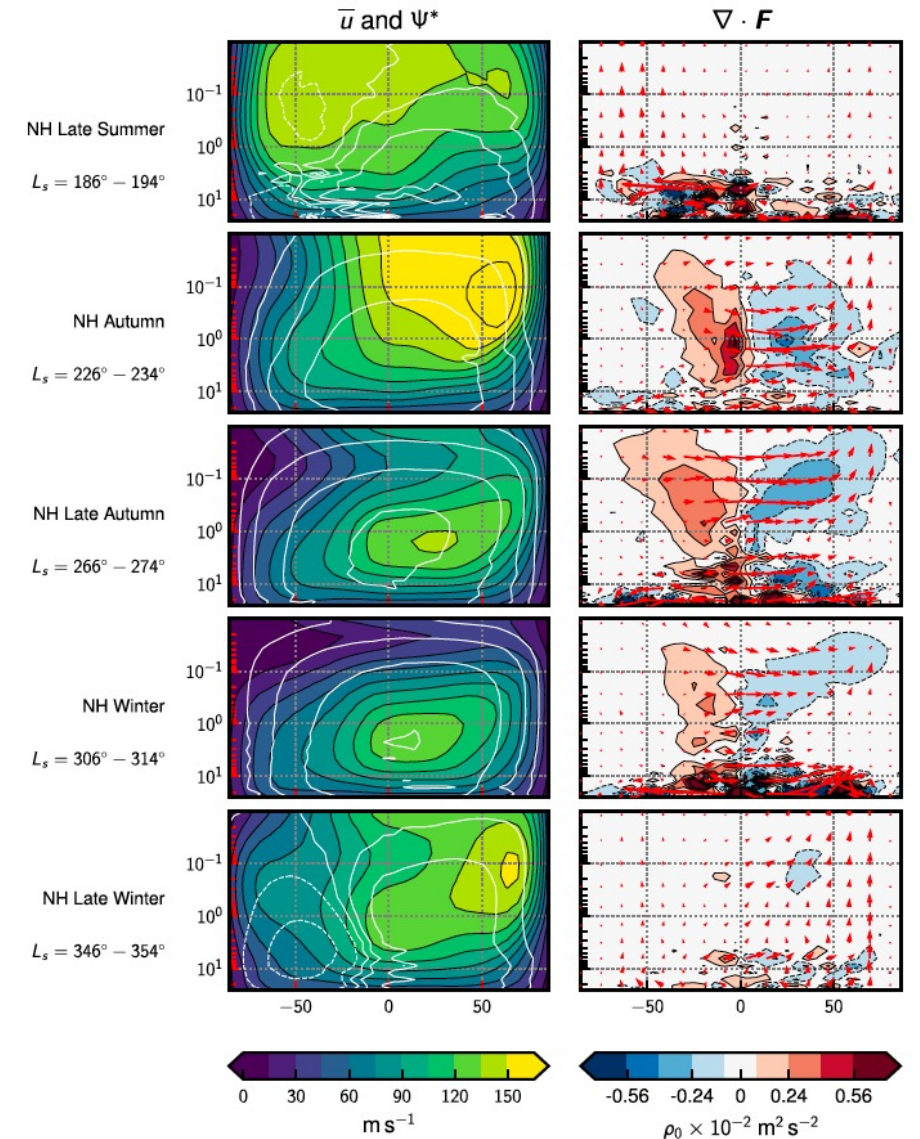 ū and Ψ*
∇ · F
NH Late Summer
Lₛ = 186° − 194°
10⁻¹
10⁰
10¹
NH Autumn
Lₛ = 226° − 234°
10⁻¹
10⁰
10¹
NH Late Autumn
Lₛ = 266° − 274°
10⁻¹
10⁰
10¹
NH Winter
Lₛ = 306° − 314°
10⁻¹
10⁰
10¹
NH Late Winter
Lₛ = 346° − 354°
10⁻¹
10⁰
10¹
−50 0 50
−50 0 50
0 30 60 90 120 150
m s⁻¹
-0.56 -0.24 0 0.24 0.56
ρ₀ × 10⁻² m² s⁻²